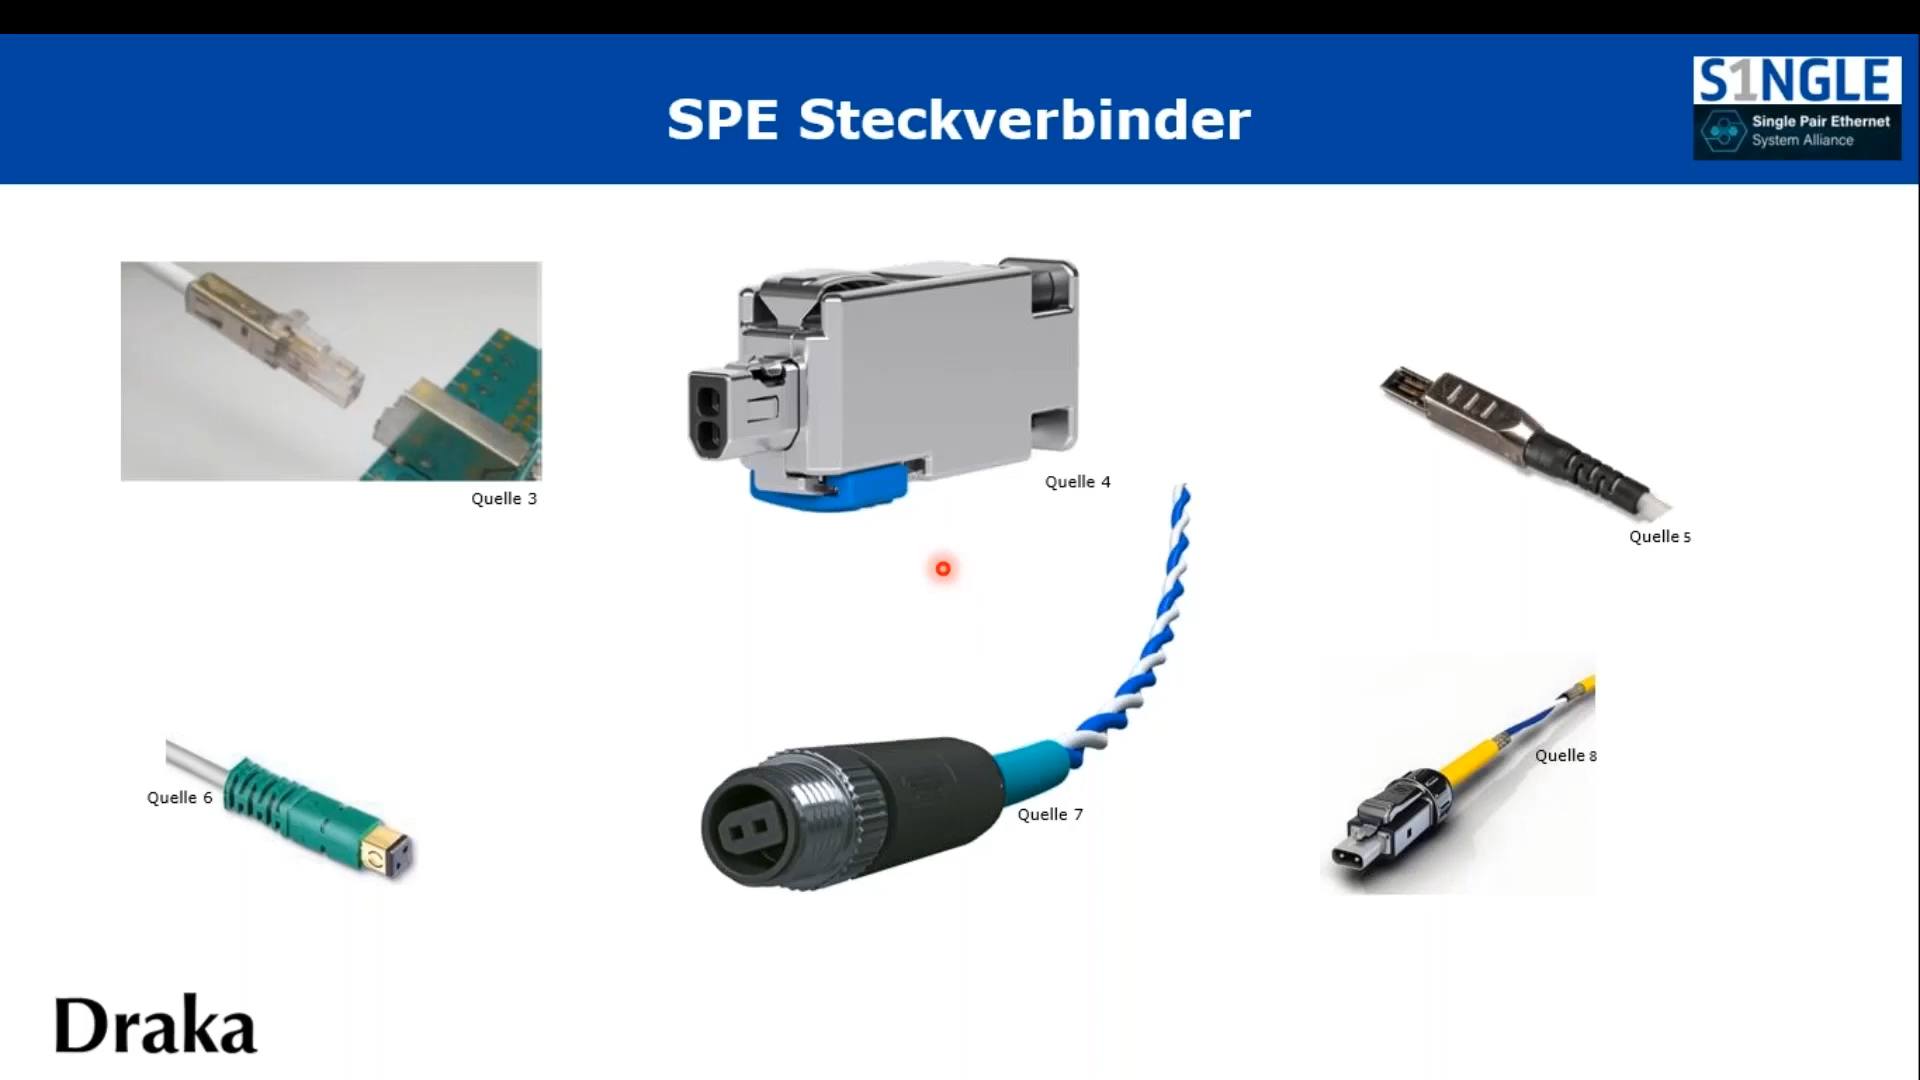 SPE Steckverbinder
S1NGLE
Single Pair Ethernet
System Alliance
Quelle 3
Quelle 4
Quelle 5
Quelle 6
Quelle 7
Quelle 8
Draka